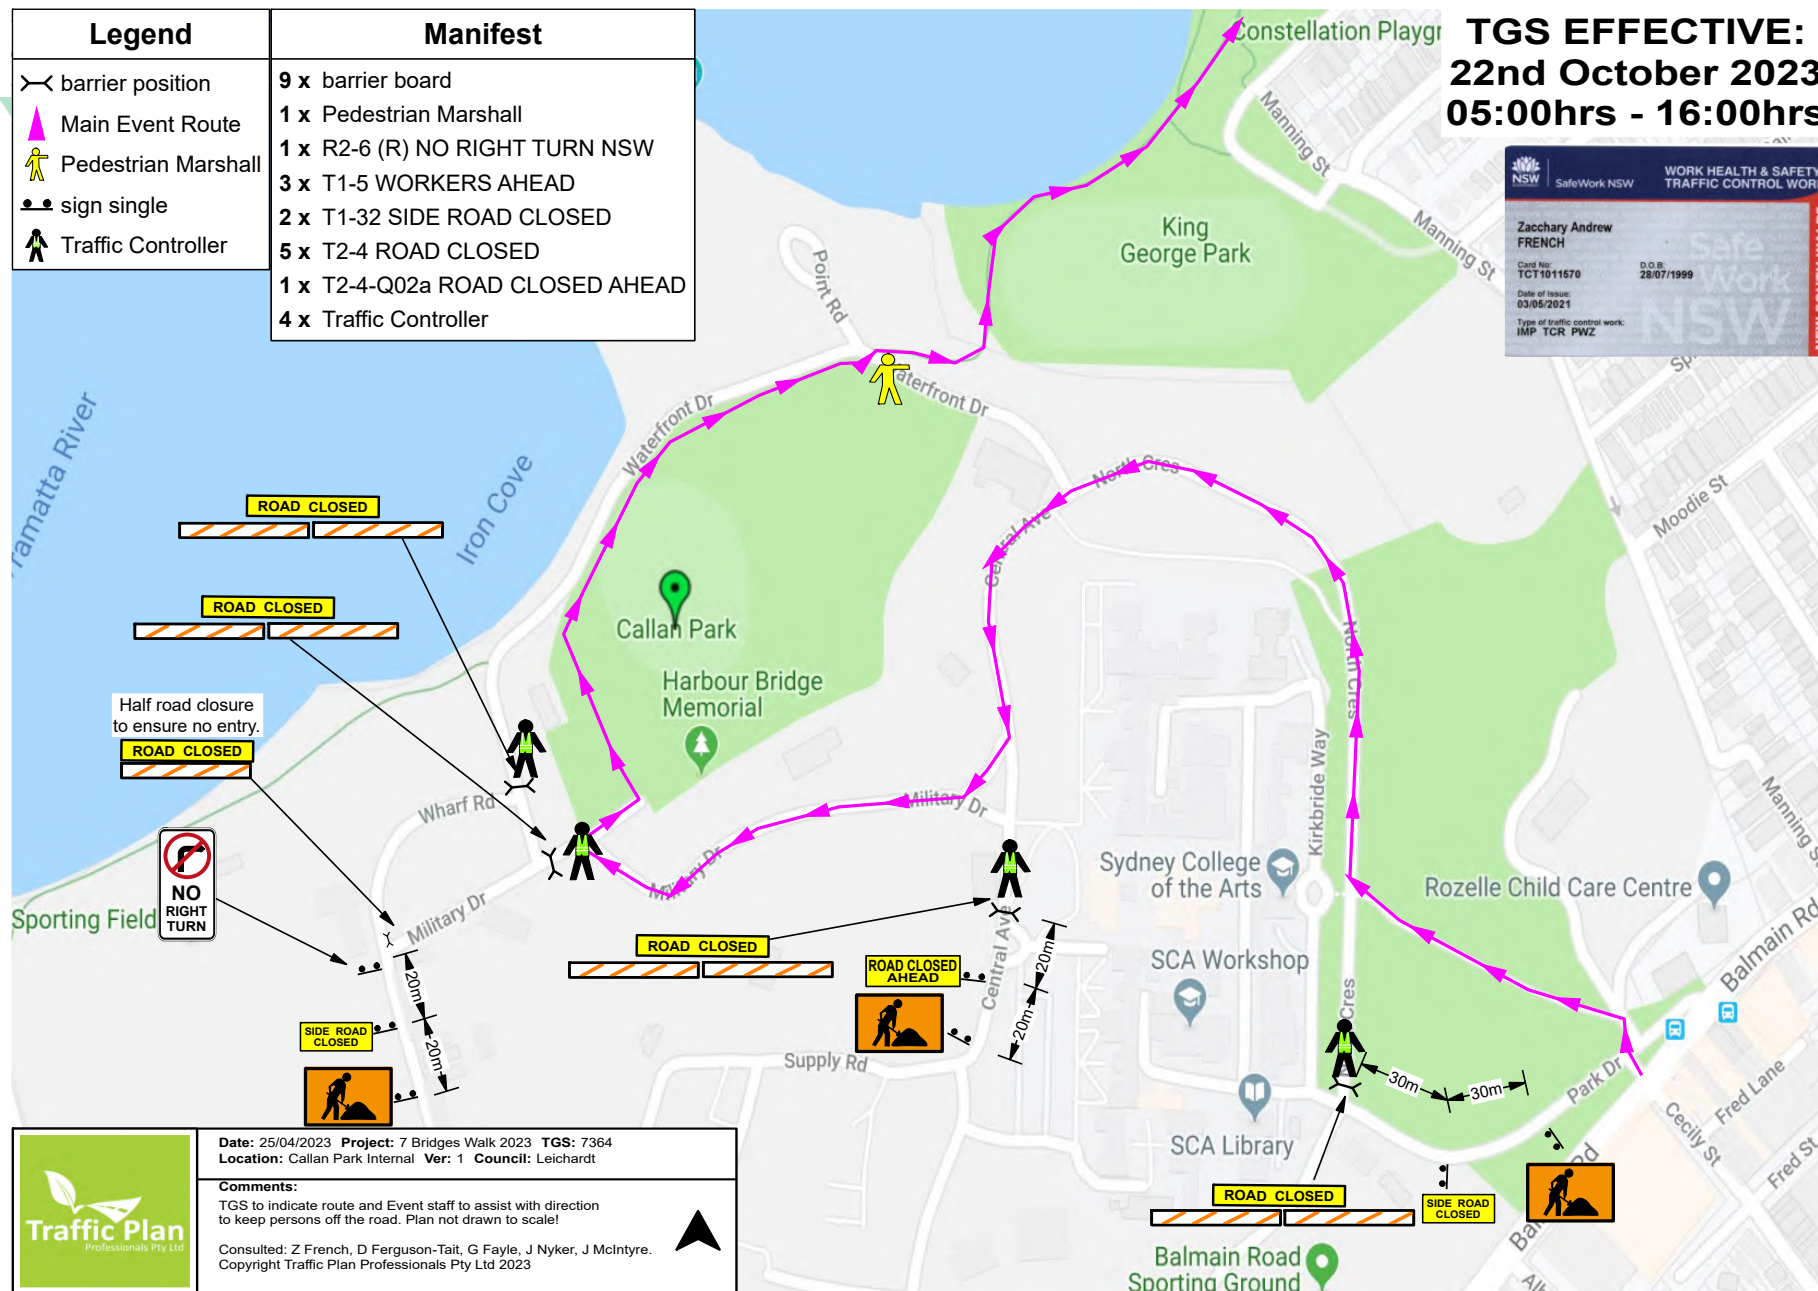 Legend
barrier position
Main Event Route
Pedestrian Marshall
sign single
Traffic Controller
Manifest
9 x barrier board
1 x Pedestrian Marshall
1 x R2-6 (R) NO RIGHT TURN NSW
3 x T1-5 WORKERS AHEAD
2 x T1-32 SIDE ROAD CLOSED
5 x T2-4 ROAD CLOSED
1 x T2-4-Q02a ROAD CLOSED AHEAD
4 x Traffic Controller
TGS EFFECTIVE:
22nd October 2023
05:00hrs - 16:00hrs
NSW
SafeWork NSW
WORK HEALTH & SAFETY
TRAFFIC CONTROL WOR
Zacchary Andrew
FRENCH
Card No:
TCT1011570
D.O.B:
28/07/1999
Date of Issue:
03/05/2021
Type of traffic control work:
IMP TCR PWZ
Safe
Work
NSW
Constellation Playgr
Manning St
Manning St
King
George Park
Point Rd
Waterfront Dr
aterfront Dr
ramatta River
Iron Cove
North Cres
Central Ave
Moodie St
ROAD CLOSED
ROAD CLOSED
Callan Park
Harbour Bridge
Memorial
North Cres
Half road closure
to ensure no entry.
ROAD CLOSED
Kirkbride Way
Wharf Rd
Military Dr
Military Dr
Military Dr
Manning S
NO
RIGHT
TURN
Sporting Field
Sydney College
of the Arts
Rozelle Child Care Centre
Balmain Rd
ROAD CLOSED
Central Ave
SCA Workshop
ROAD CLOSED
AHEAD
20m
20m
20m
20m
Cres
SIDE ROAD
CLOSED
Supply Rd
30m
30m
Park Dr
Fred Lane
Cecily St
Fred St
SCA Library
ROAD CLOSED
SIDE ROAD
CLOSED
Balmain Road
Sporting Ground
Traffic Plan
Professionals Pty Ltd
Date: 25/04/2023 Project: 7 Bridges Walk 2023 TGS: 7364
Location: Callan Park Internal Ver: 1 Council: Leichardt
Comments:
TGS to indicate route and Event staff to assist with direction
to keep persons off the road. Plan not drawn to scale!
Consulted: Z French, D Ferguson-Tait, G Fayle, J Nyker, J McIntyre.
Copyright Traffic Plan Professionals Pty Ltd 2023